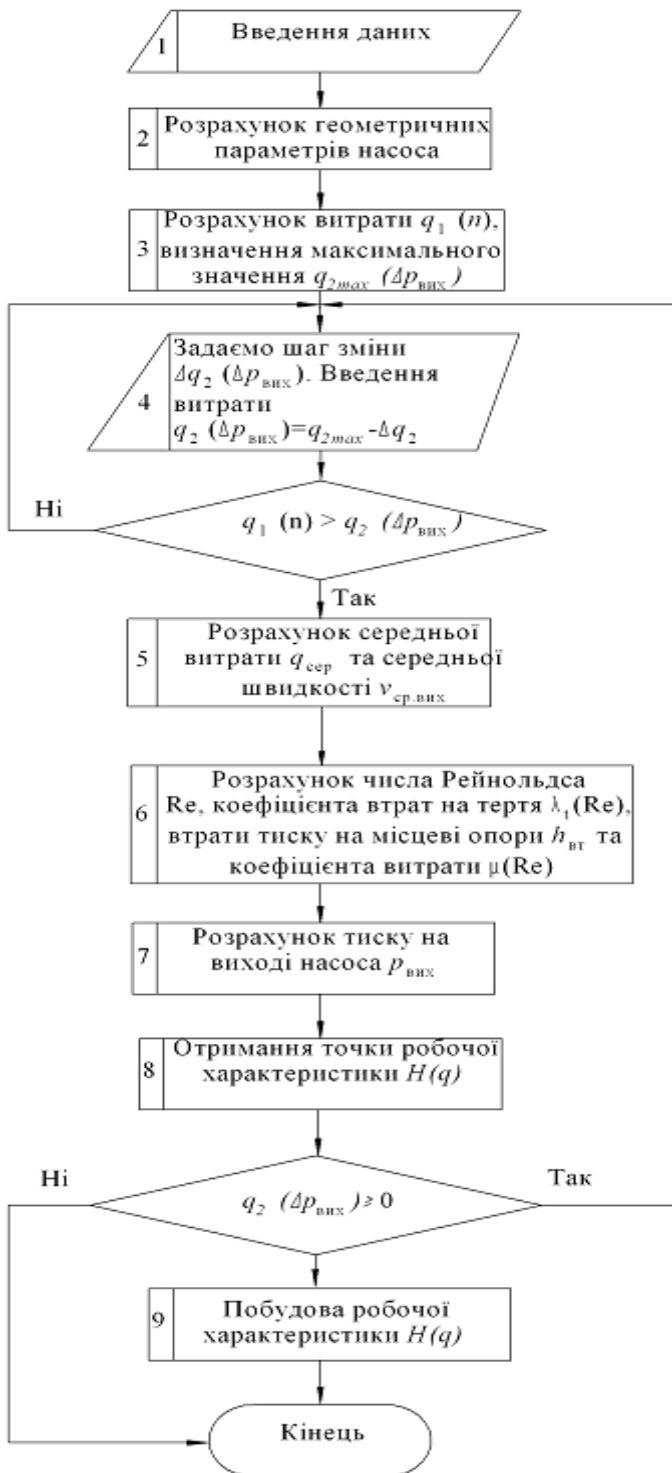 1
Введення даних
2
Розрахунок геометричних
параметрів насоса
3
Розрахунок витрати q₁ (n),
визначення максимального
значення q₂max (Δpвих)
4
Задаємо шаг зміни
Δq₂ (Δpвих). Введення
витрати
q₂ (Δpвих)=q₂max-Δq₂
Ні
q₁ (n) > q₂ (Δpвих)
Так
5
Розрахунок середньої
витрати qсер та середньої
швидкості vср.вих
6
Розрахунок числа Рейнольдса
Re, коефіцієнта втрат на тертя λt(Re),
втрати тиску на місцеві опори hвт та
коефіцієнта витрати μ(Re)
7
Розрахунок тиску на
виході насоса pвих
8
Отримання точки робочої
характеристики H(q)
Ні
Так
q₂ (Δpвих) ≥ 0
9
Побудова робочої
характеристики H(q)
Кінець